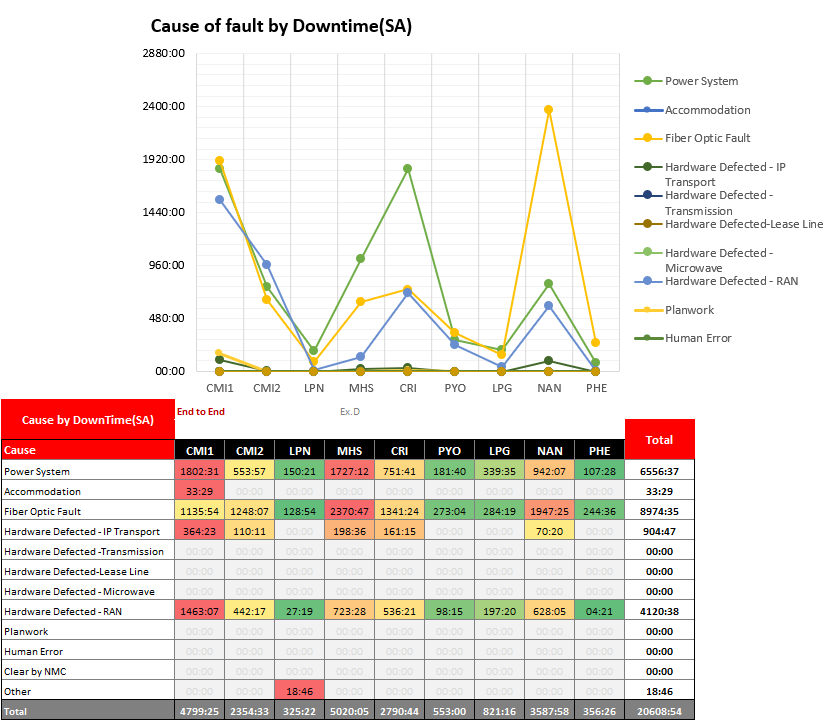 Cause of fault by Downtime(SA)
2880:00
2400:00
1920:00
1440:00
960:00
480:00
00:00
CMI1 CMI2 LPN MHS CRI PYO LPG NAN PHE
Power System
Accommodation
Fiber Optic Fault
Hardware Defected - IP
Transport
Hardware Defected -
Transmission
Hardware Defected-Lease Line
Hardware Defected -
Microwave
Hardware Defected - RAN
Planwork
Human Error
Cause by DownTime(SA) End to End Ex.D
Total
Cause CMI1 CMI2 LPN MHS CRI PYO LPG NAN PHE
Power System 1802:31 553:57 150:21 1727:12 751:41 181:40 339:35 942:07 107:28 6556:37
Accommodation 33:29 00:00 00:00 00:00 00:00 00:00 00:00 00:00 00:00 33:29
Fiber Optic Fault 1135:54 1248:07 128:54 2370:47 1341:24 273:04 284:19 1947:25 244:36 8974:35
Hardware Defected - IP Transport 364:23 110:11 00:00 198:36 161:15 00:00 00:00 70:20 00:00 904:47
Hardware Defected -Transmission 00:00 00:00 00:00 00:00 00:00 00:00 00:00 00:00 00:00 00:00
Hardware Defected-Lease Line 00:00 00:00 00:00 00:00 00:00 00:00 00:00 00:00 00:00 00:00
Hardware Defected - Microwave 00:00 00:00 00:00 00:00 00:00 00:00 00:00 00:00 00:00 00:00
Hardware Defected - RAN 1463:07 442:17 27:19 723:28 536:21 98:15 197:20 628:05 04:21 4120:38
Planwork 00:00 00:00 00:00 00:00 00:00 00:00 00:00 00:00 00:00 00:00
Human Error 00:00 00:00 00:00 00:00 00:00 00:00 00:00 00:00 00:00 00:00
Clear by NMC 00:00 00:00 00:00 00:00 00:00 00:00 00:00 00:00 00:00 00:00
Other 00:00 00:00 18:46 00:00 00:00 00:00 00:00 00:00 00:00 18:46
Total 4799:25 2354:33 325:22 5020:05 2790:44 553:00 821:16 3587:58 356:26 20608:54